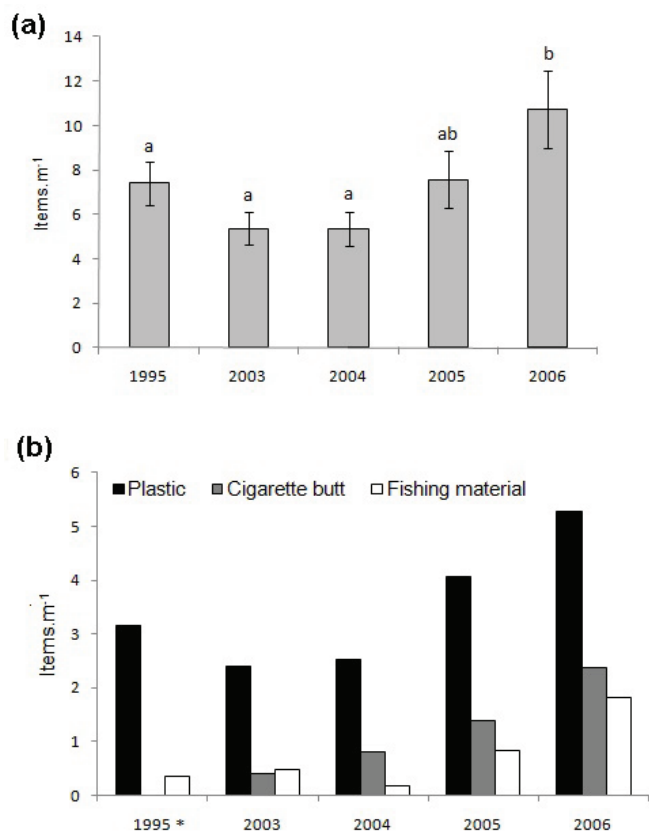 (a)
14
12
10
8
6
4
2
0
Items.m-1
a
a
a
ab
b
1995 2003 2004 2005 2006
(b)
6
5
4
3
2
1
0
Items.m-1
Plastic Cigarette butt Fishing material
1995 * 2003 2004 2005 2006